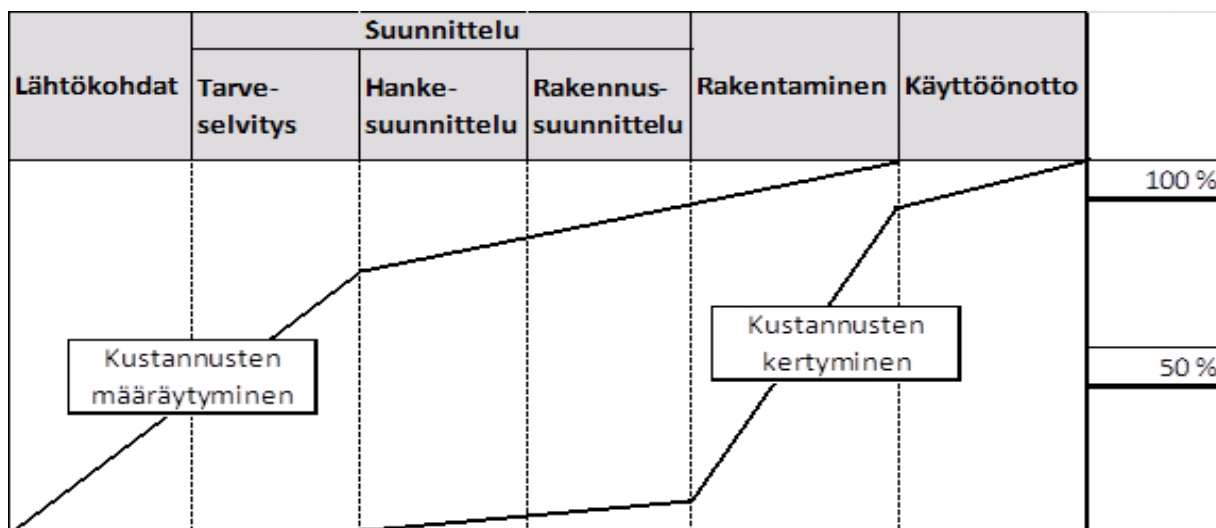 Suunnittelu
Lähtökohdat
Tarve-
selvitys
Hanke-
suunnittelu
Rakennus-
suunnittelu
Rakentaminen
Käyttöönotto
100 %
Kustannusten
määräytyminen
Kustannusten
kertyminen
50 %